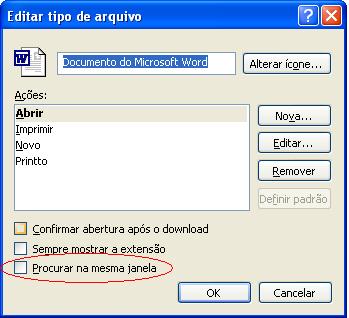 Editar tipo de arquivo
Documento do Microsoft Word
Alterar ícone...
Ações:
Abrir
Imprimir
Novo
Printto
Nova...
Editar...
Remover
Definir padrão
Confirmar abertura após o download
Sempre mostrar a extensão
Procurar na mesma janela
OK
Cancelar